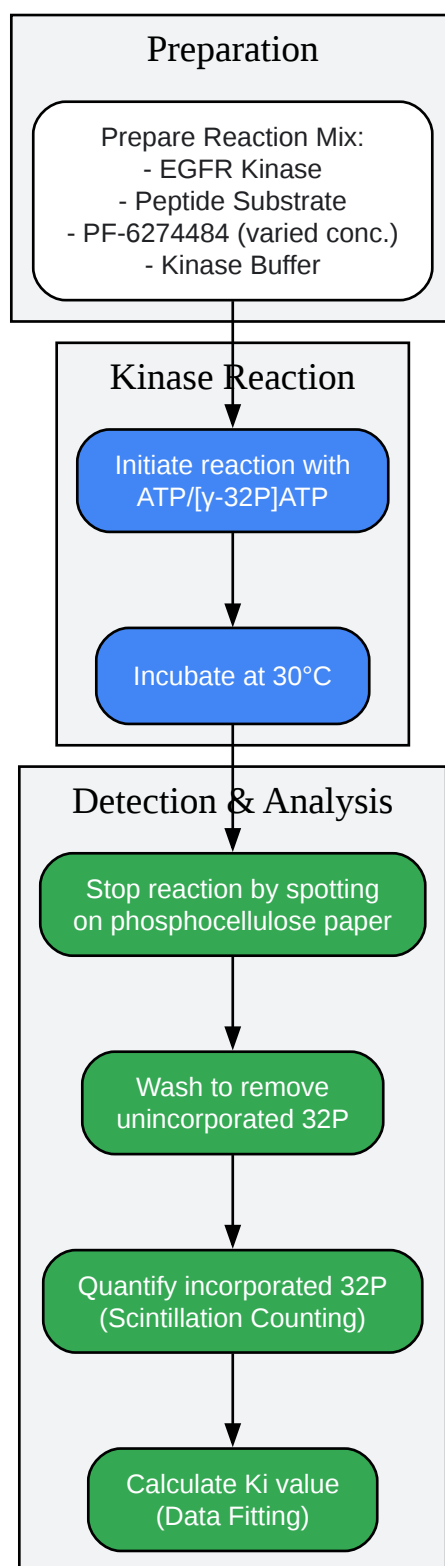 Preparation
Prepare Reaction Mix:
- EGFR Kinase
- Peptide Substrate
- PF-6274484 (varied conc.)
- Kinase Buffer
Kinase Reaction
Initiate reaction with
ATP/[γ-32P]ATP
Incubate at 30°C
Detection & Analysis
Stop reaction by spotting
on phosphocellulose paper
Wash to remove
unincorporated 32P
Quantify incorporated 32P
(Scintillation Counting)
Calculate Ki value
(Data Fitting)